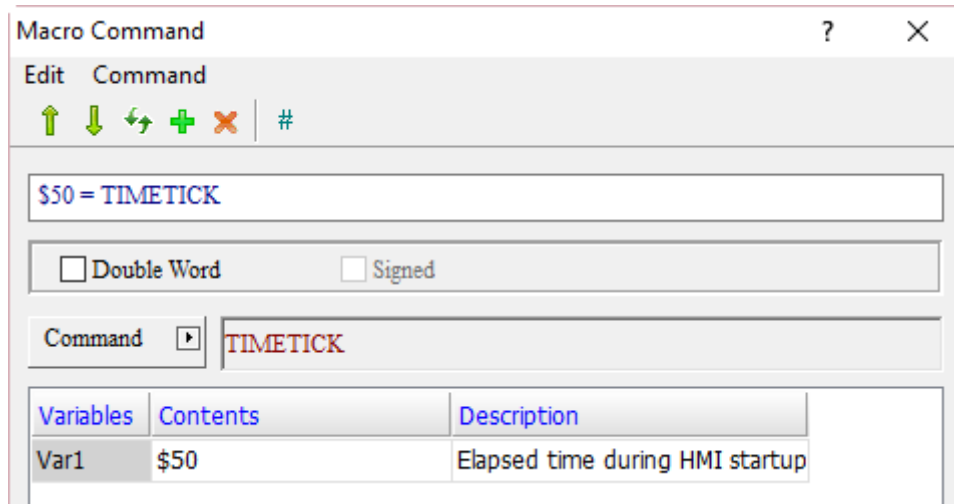 Macro Command ?
Edit Command
#
$50 = TIMETICK
Double Word Signed
Command TIMETICK
Variables Contents Description
Var1 $50 Elapsed time during HMI startup